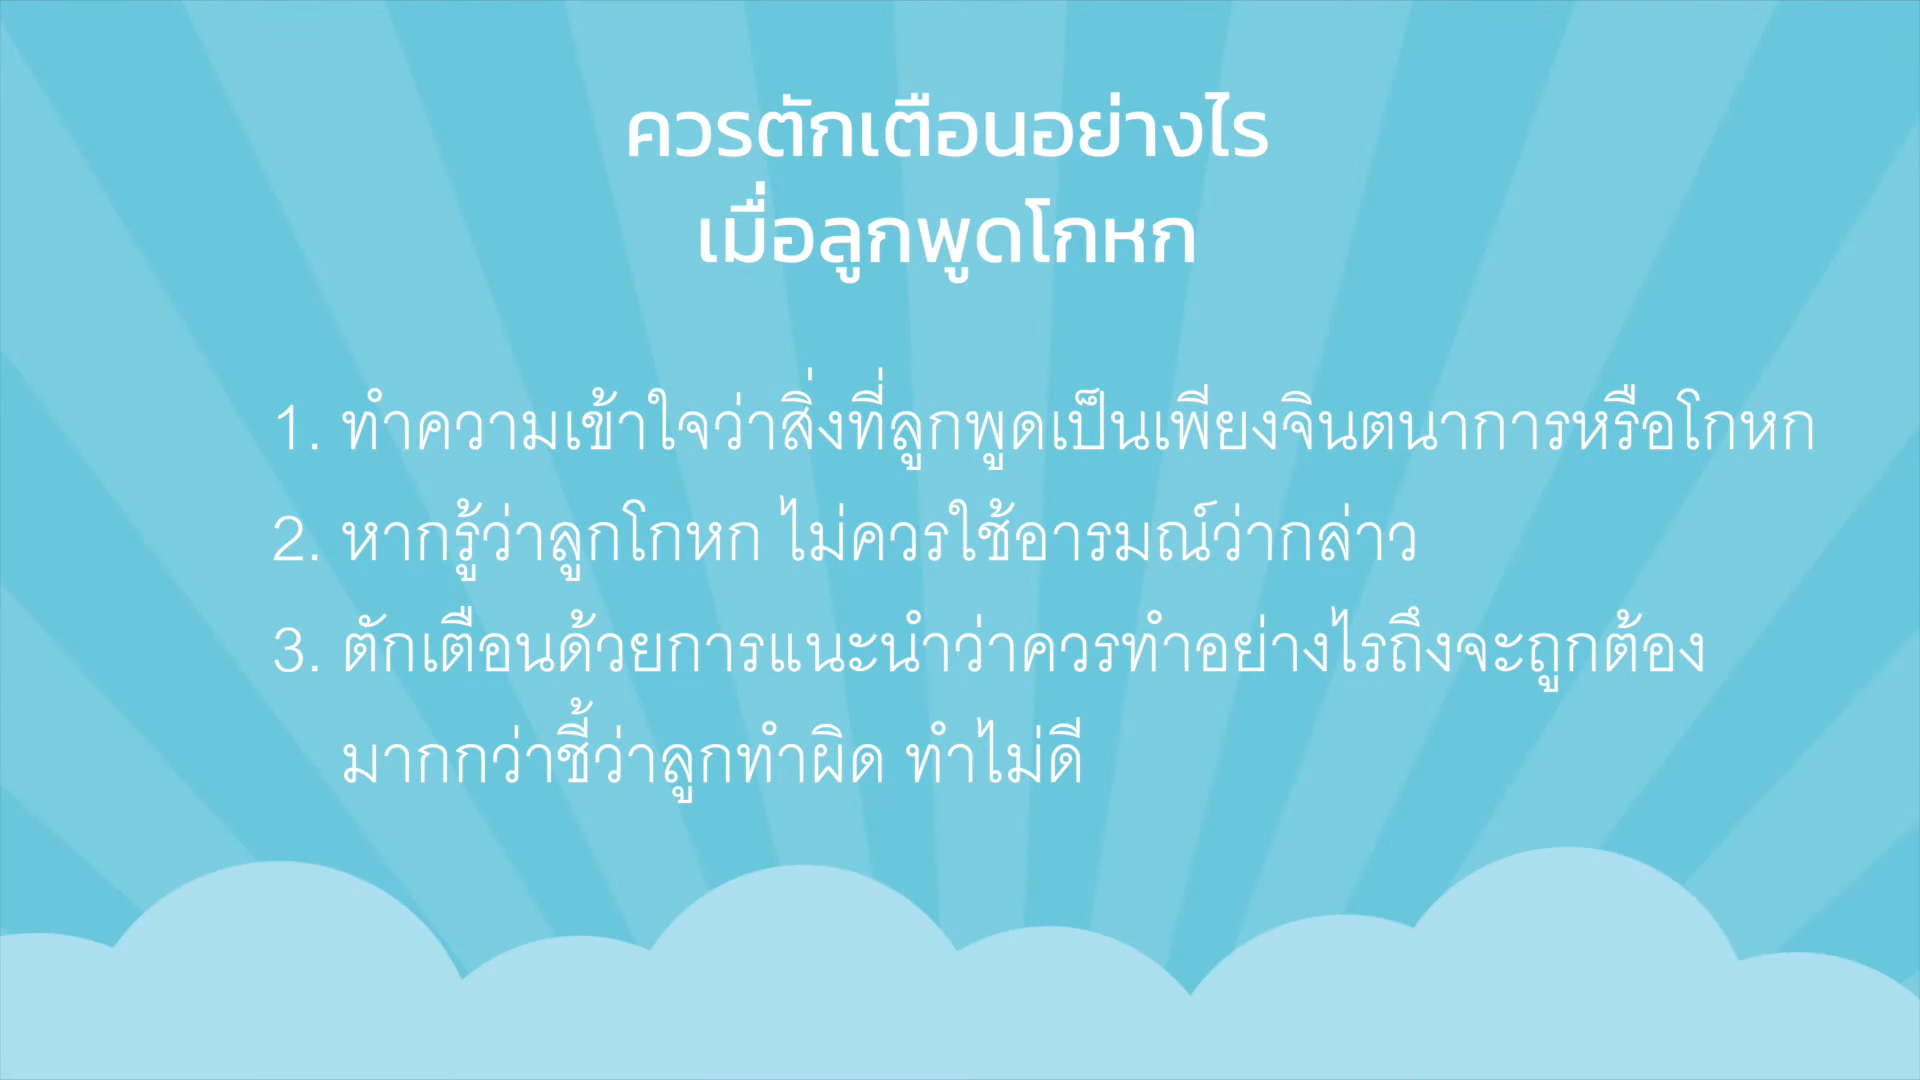 ควรตักเตือนอย่างไร
เมื่อลูกพูดโกหก
1. ทำความเข้าใจว่าสิ่งที่ลูกพูดเป็นเพียงจินตนาการหรือโกหก
2. หากรู้ว่าลูกโกหก ไม่ควรใช้อารมณ์ว่ากล่าว
3. ตักเตือนด้วยการแนะนำว่าควรทำอย่างไรถึงจะถูกต้อง
มากกว่าชี้ว่าลูกทำผิด ทำไม่ดี